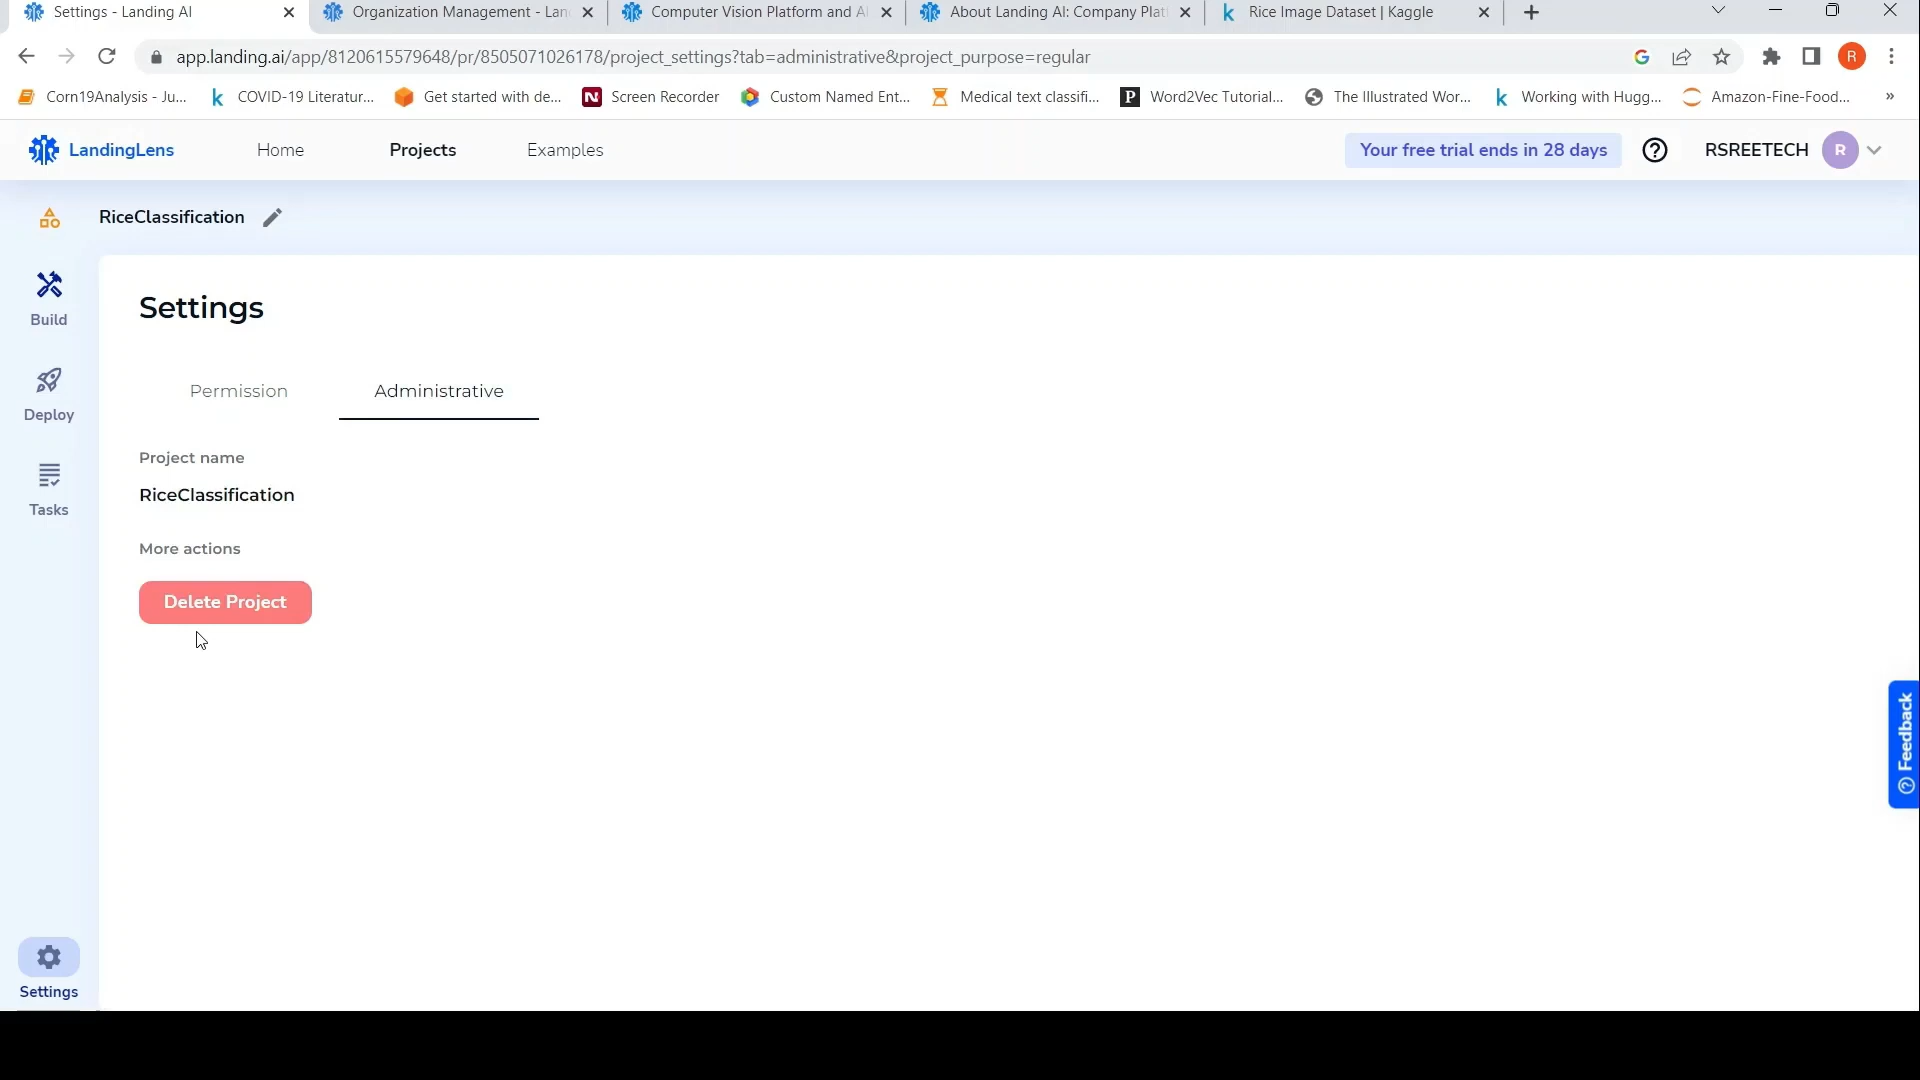 Settings - Landing AI
Organization Management - Lan
Computer Vision Platform and A
About Landing AI: Company Plat
Rice Image Dataset | Kaggle
app.landing.ai/app/8120615579648/pr/8505071026178/project_settings?tab=administrative&project_purpose=regular
R
Corn19Analysis - Ju...
COVID-19 Literatur...
Get started with de...
Screen Recorder
Custom Named Ent...
Medical text classifi...
Word2Vec Tutorial...
The Illustrated Wor...
Working with Hugg...
Amazon-Fine-Food...
»
LandingLens
Home
Projects
Examples
Your free trial ends in 28 days
RSREETECH
R
RiceClassification
Build
Deploy
Tasks
Settings
Permission
Administrative
Project name
RiceClassification
More actions
Delete Project
Feedback
Settings